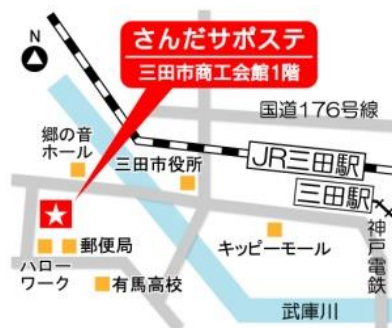 N
さんだサポステ
三田市商工会館1階
国道176号線
郷の音
ホール
三田市役所
JR三田駅
三田駅
神戸電鉄
郵便局
キッピーモール
ハロー
ワーク
有馬高校
武庫川